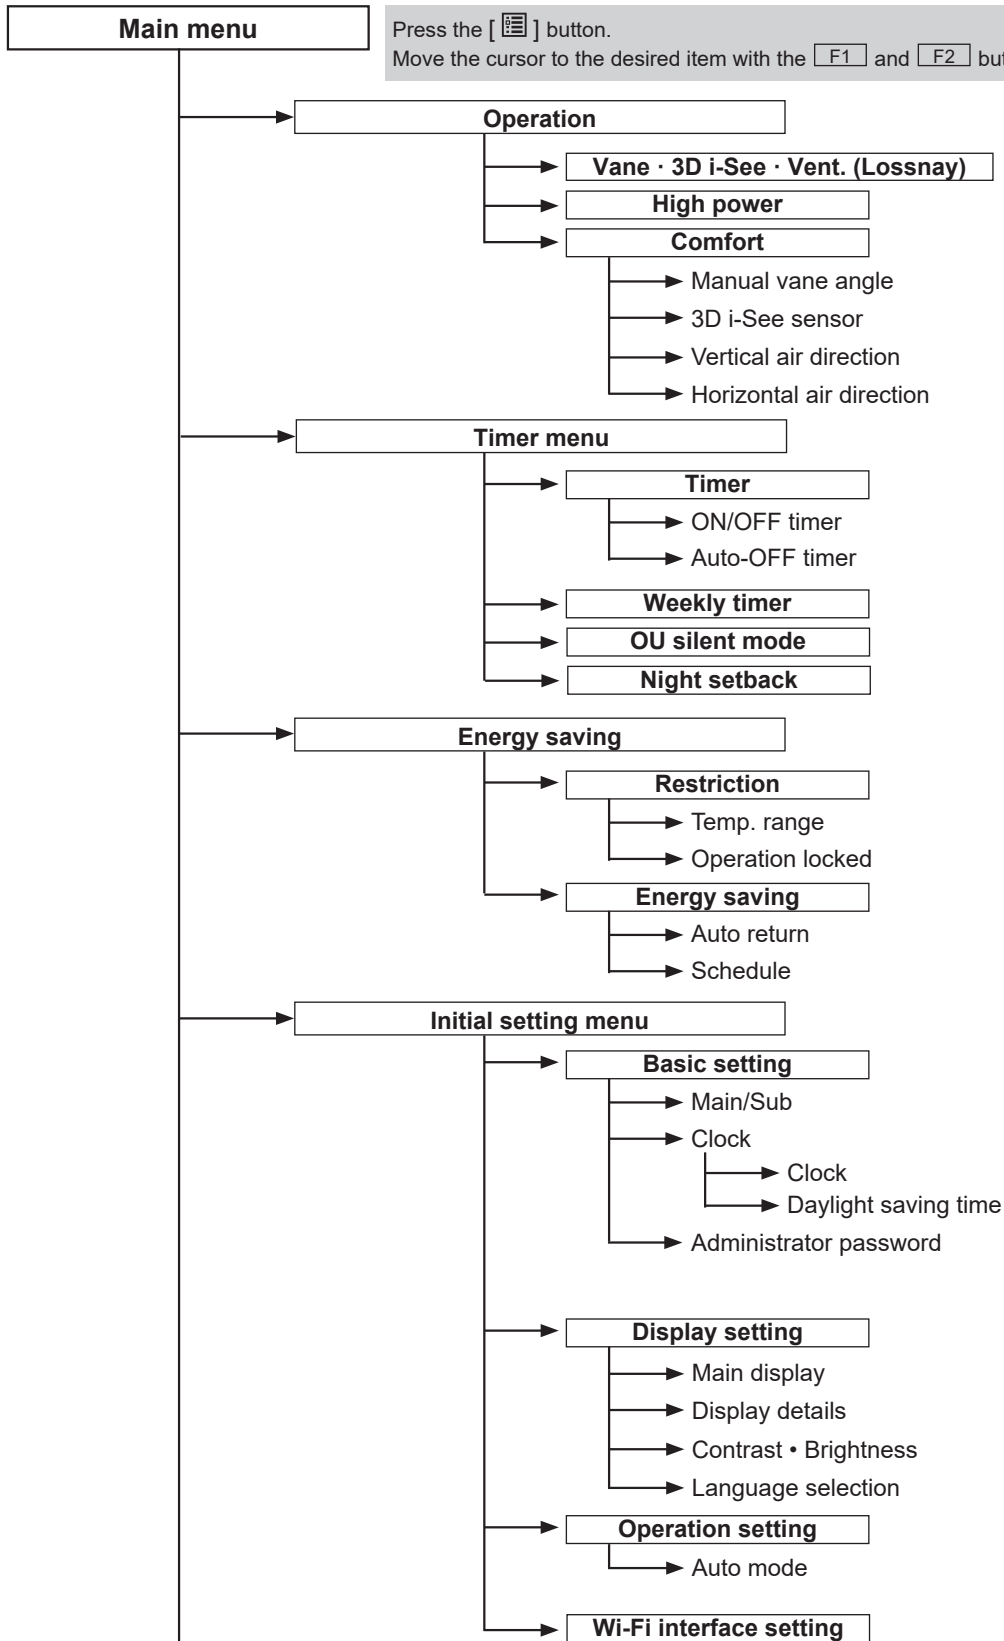 Main menu
Press the [ ] button.
Move the cursor to the desired item with the F1 and F2
Operation
Vane · 3D i-See · Vent. (Lossnay)
High power
Comfort
Manual vane angle
3D i-See sensor
Vertical air direction
Horizontal air direction
Timer menu
Timer
ON/OFF timer
Auto-OFF timer
Weekly timer
OU silent mode
Night setback
Energy saving
Restriction
Temp. range
Operation locked
Energy saving
Auto return
Schedule
Initial setting menu
Basic setting
Main/Sub
Clock
Clock
Daylight saving time
Administrator password
Display setting
Main display
Display details
Contrast • Brightness
Language selection
Operation setting
Auto mode
Wi-Fi interface setting